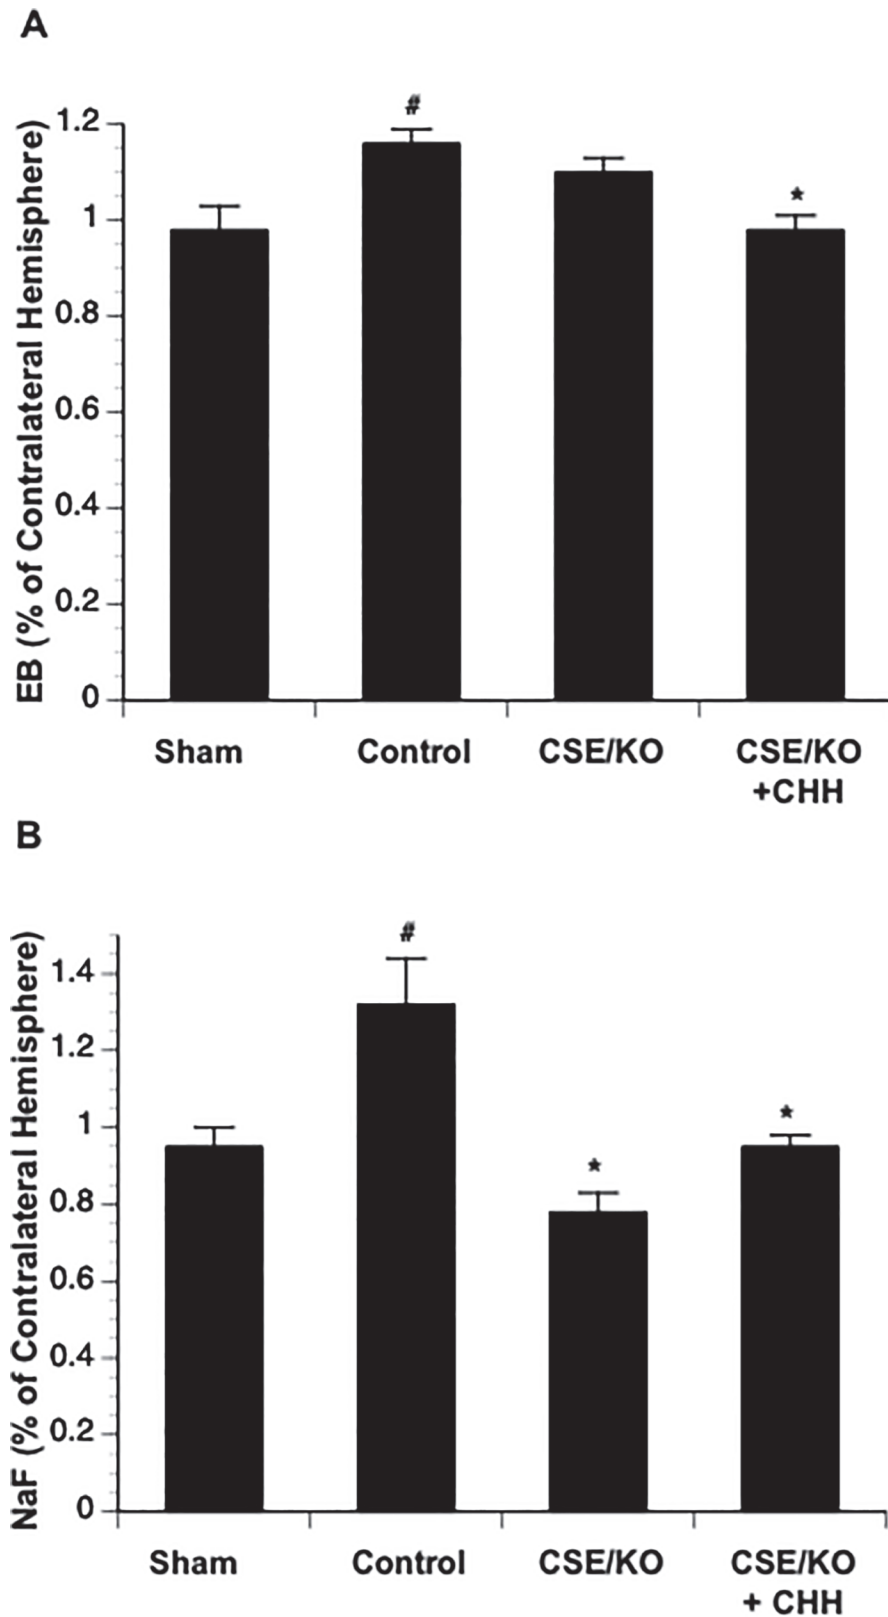 A
EB (% of Contralateral Hemisphere)
#
*
1.2
1
0.8
0.6
0.4
0.2
0
Sham Control CSE/KO CSE/KO
+CHH
B
NaF (% of Contralateral Hemisphere)
#
*
*
1.4
1.2
1
0.8
0.6
0.4
0.2
0
Sham Control CSE/KO CSE/KO
+ CHH